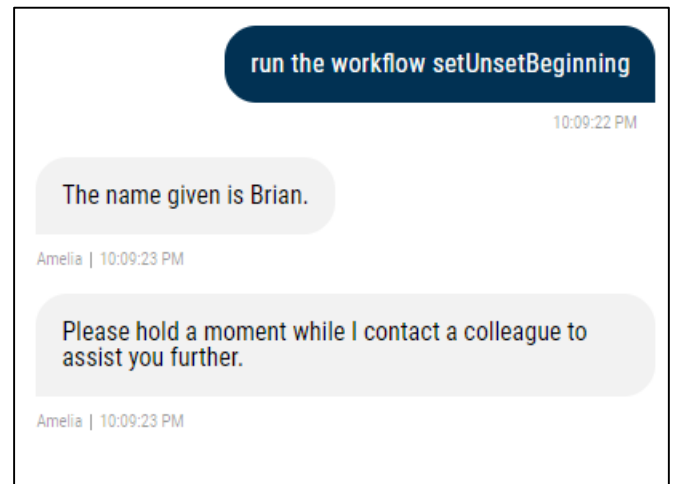 run the workflow setUnsetBeginning
10:09:22 PM
The name given is Brian.
Amelia | 10:09:23 PM
Please hold a moment while I contact a colleague to
assist you further.
Amelia | 10:09:23 PM